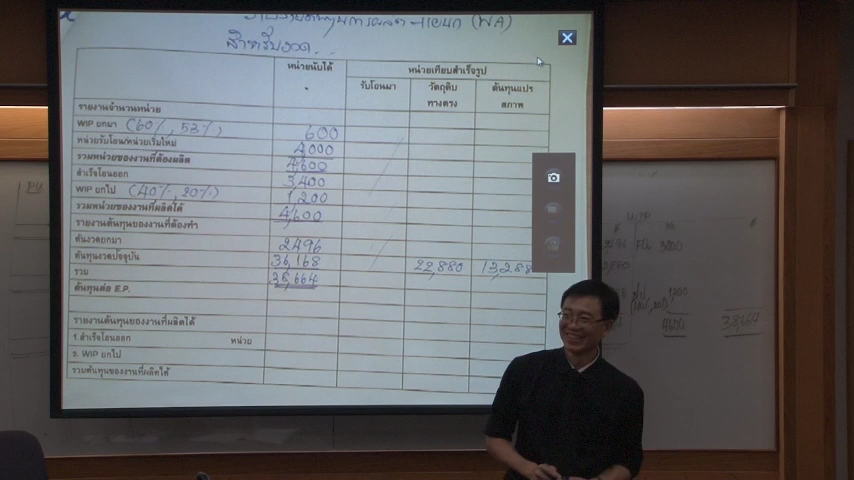 (WA)
สำหรับงวด...
หน่วยนับได้ หน่วยเทียบสำเร็จรูป
รับโอนมา วัตถุดิบทางตรง ต้นทุนแปรสภาพ
รายงานจำนวนหน่วย
WIP ยกมา (60%, 53%) 600
หน่วยรับโอน/หน่วยเริ่มใหม่ 4,000
รวมหน่วยของงานที่ต้องผลิต 4,600
สำเร็จโอนออก 3,400
WIP ยกไป (40%, 20%) 1,200
รวมหน่วยของงานที่ผลิตได้ 4,600
รายงานต้นทุนของงานที่ต้องทำ
ต้นงวดยกมา 2496
ต้นทุนงวดปัจจุบัน 36,168 22,880 13,288
รวม 38,664
ต้นทุนต่อ E.P.
รายงานต้นทุนของงานที่ผลิตได้
1.สำเร็จโอนออก หน่วย
2. WIP ยกไป
รวมต้นทุนของงานที่ผลิตได้
1200
4600
38,664